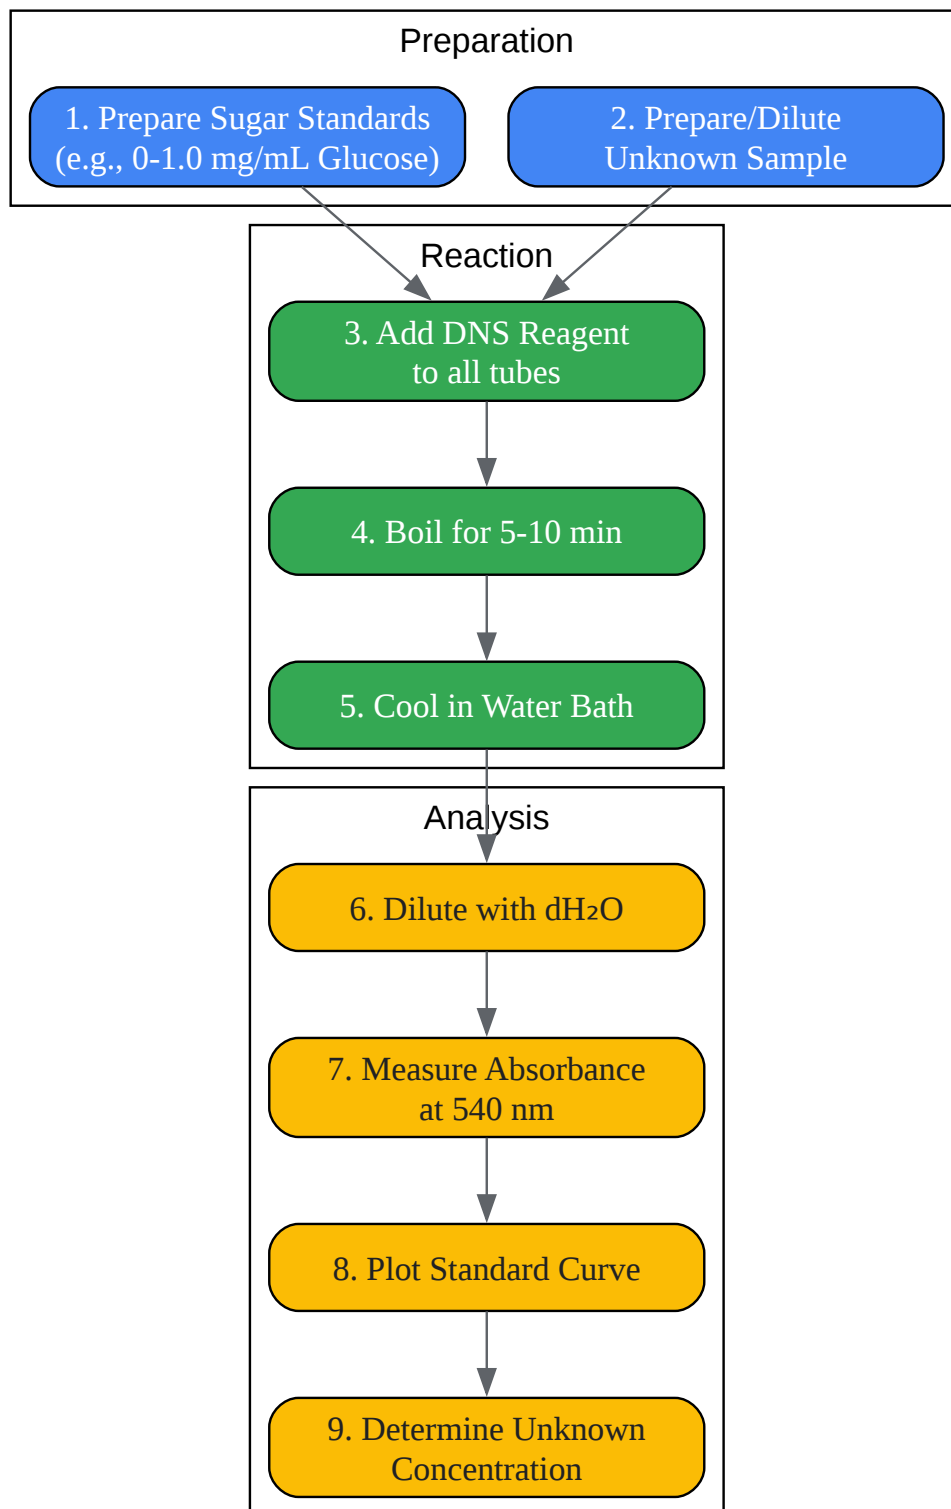 Preparation
1. Prepare Sugar Standards
(e.g., 0-1.0 mg/mL Glucose)
2. Prepare/Dilute
Unknown Sample
Reaction
3. Add DNS Reagent
to all tubes
4. Boil for 5-10 min
5. Cool in Water Bath
Analysis
6. Dilute with dH₂O
7. Measure Absorbance
at 540 nm
8. Plot Standard Curve
9. Determine Unknown
Concentration